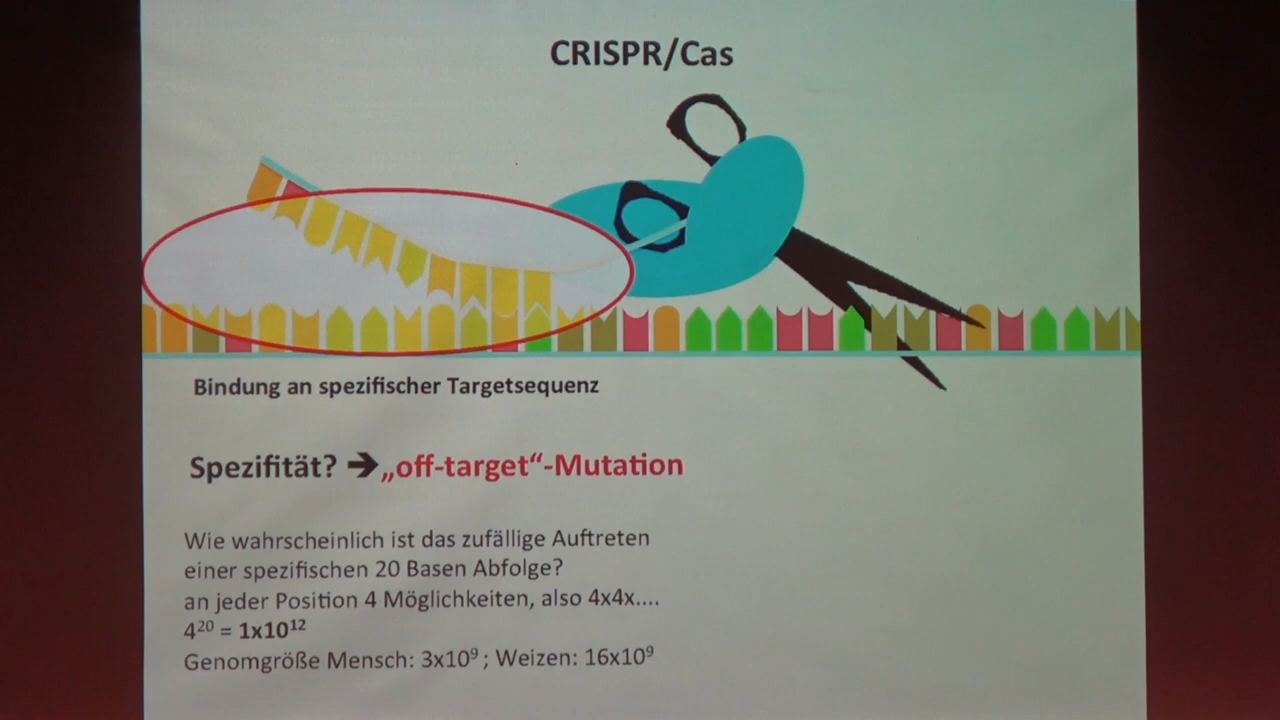 CRISPR/Cas
Bindung an spezifischer Targetsequenz
Spezifität? ➔ „off-target“-Mutation
Wie wahrscheinlich ist das zufällige Auftreten
einer spezifischen 20 Basen Abfolge?
an jeder Position 4 Möglichkeiten, also 4x4x....
4²⁰ = 1x10¹²
Genomgröße Mensch: 3x10⁹ ; Weizen: 16x10⁹